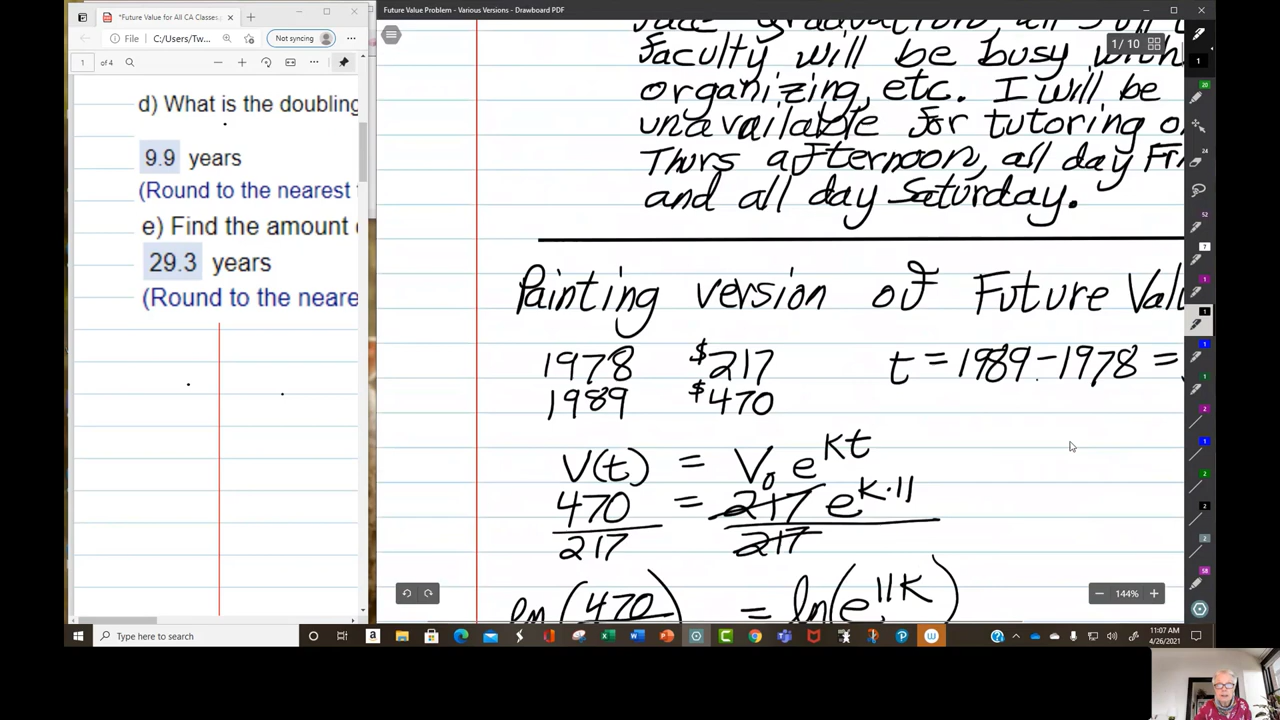 *Future Value for All CA Classes.
File
C:/Users/Tw...
Not syncing
1 of 4
d) What is the doubling
9.9 years
(Round to the nearest
e) Find the amount
29.3 years
(Round to the neare
Future Value Problem - Various Versions - Drawboard PDF
1/10
faculty will be busy with
organizing, etc. I will be
unavailable for tutoring
Thurs afternoon, all day Fri
and all day Saturday.
Painting version of Future Val
1978 $217 t = 1989 - 1978 =
1989 $470
V(t) = V₀ e^kt
470 = 217 e^k·11
217 217
ln(470) = ln(e^11k)
144%
Type here to search
11:07 AM
4/26/2021